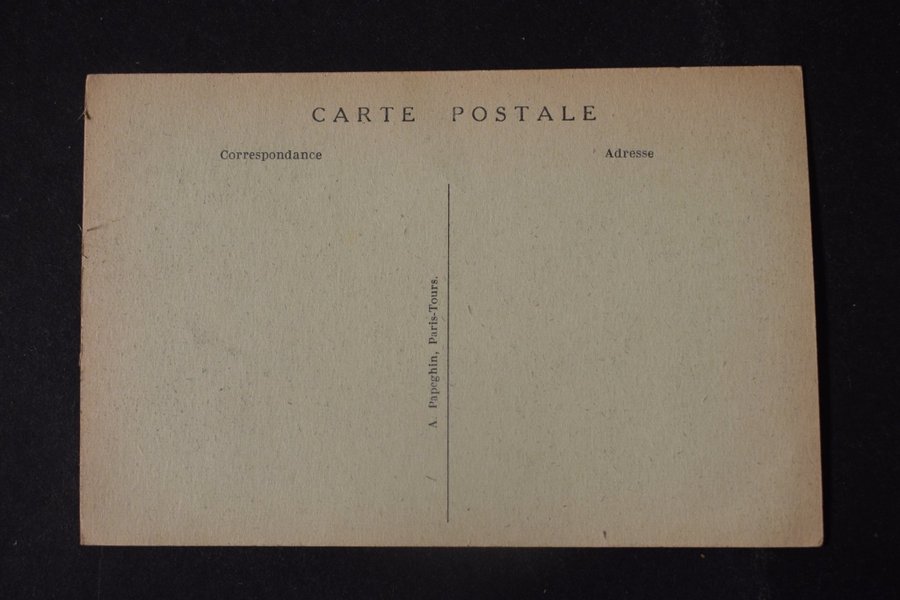 CARTE POSTALE
Correspondance
Adresse
A. Papeghin, Paris-Tours.